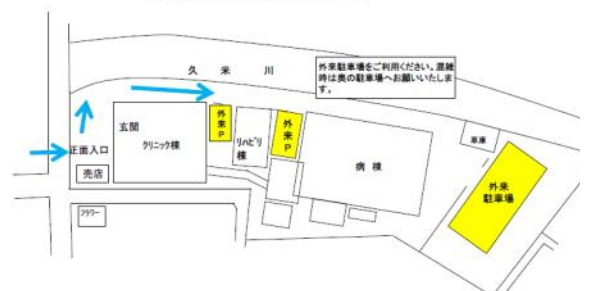 外来駐車場をご利用ください。混雑
時は奥の駐車場へお願いいたしま
す。
久米川
外来P
外来P
玄関
クリニック棟
リハビリ
棟
車庫
正面入口
病棟
売店
外来
駐車場
フラワー